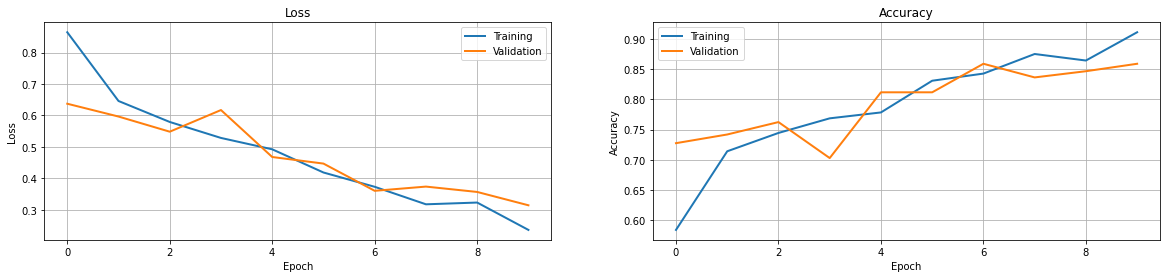 Loss
Training
Validation
0.8
0.7
0.6
0.5
0.4
0.3
Loss
0 2 4 6 8
Epoch
Accuracy
Training
Validation
0.90
0.85
0.80
0.75
0.70
0.65
0.60
Accuracy
0 2 4 6 8
Epoch